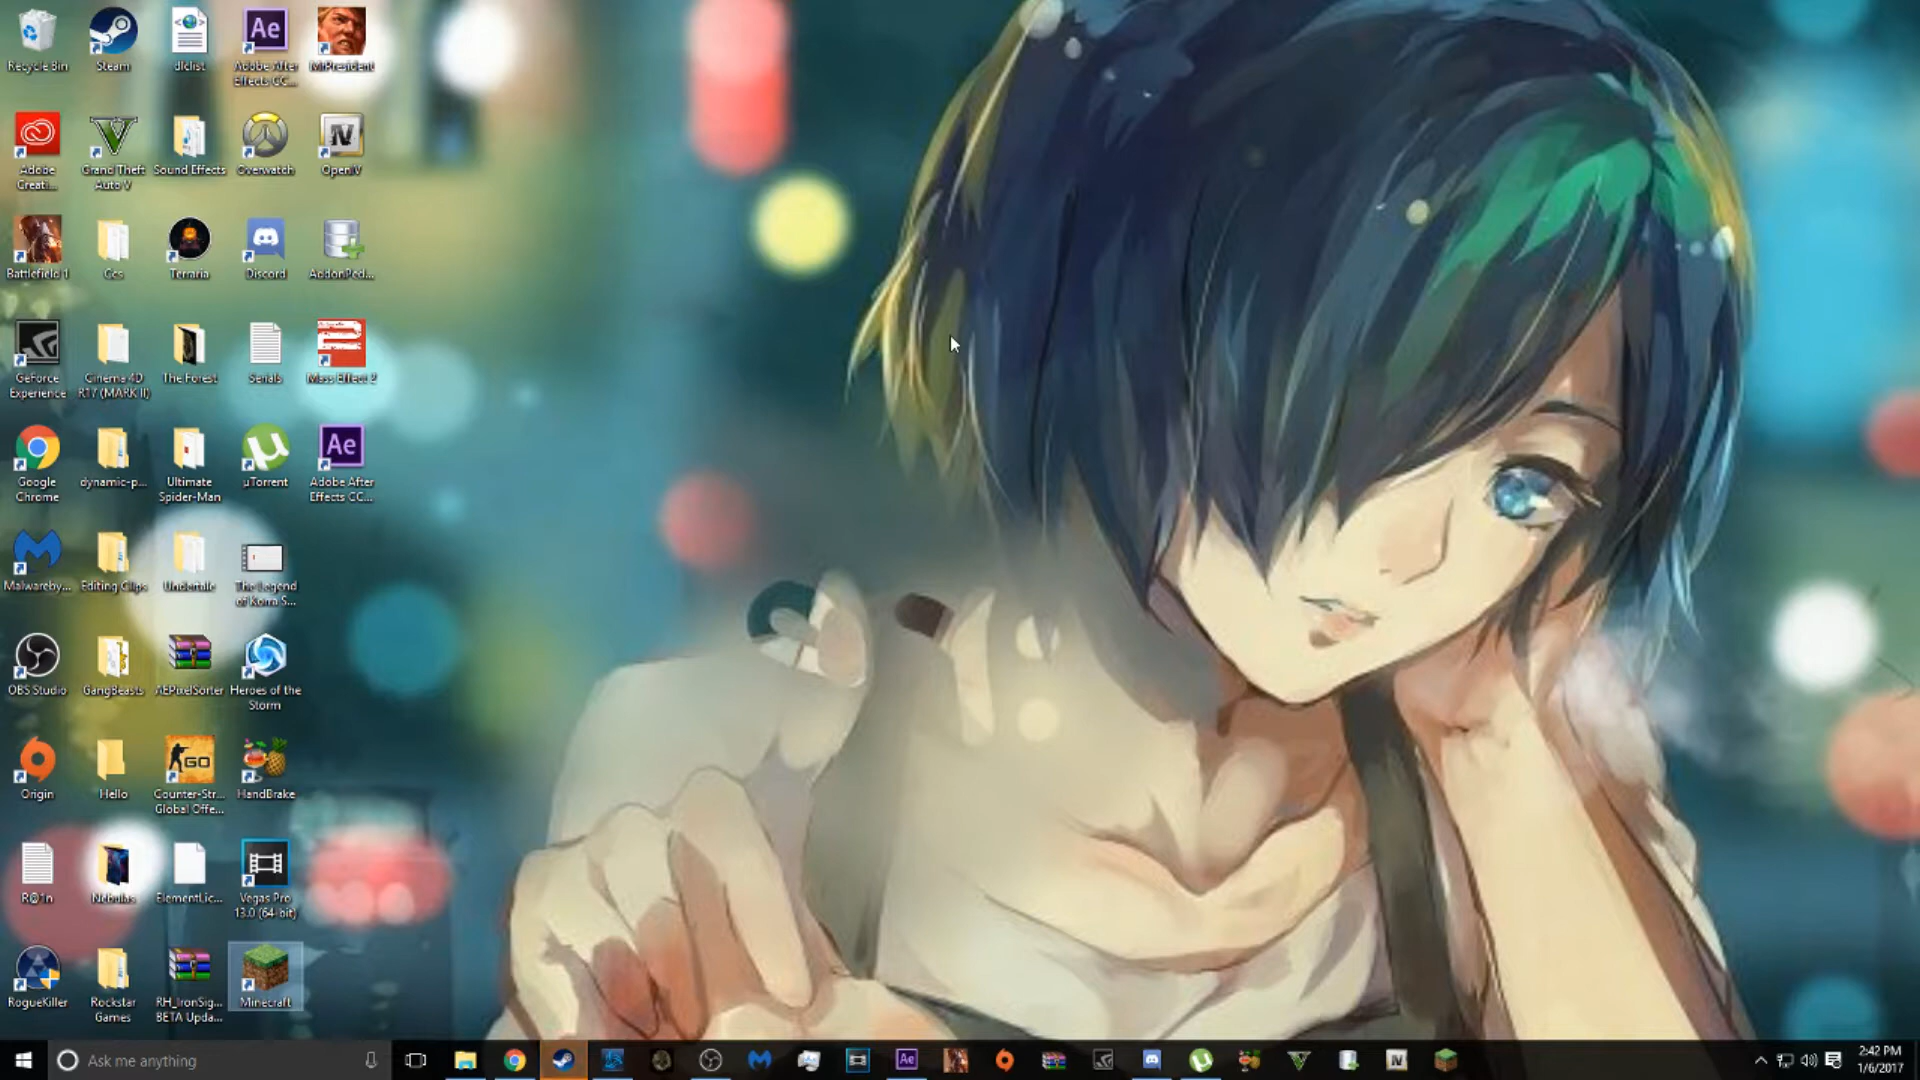 Recycle Bin
Steam
dlclist
Adobe After
Effects CC...
MrPresident
Adobe
Creati...
Grand Theft
Auto V
Sound Effects
Overwatch
OpenIV
Battlefield 1
Ccs
Terraria
Discord
AddonPed...
GeForce
Experience
Cinema 4D
R17 (MARK II)
The Forest
Serials
Mass Effect 2
Google
Chrome
dynamic-p...
Ultimate
Spider-Man
µTorrent
Adobe After
Effects CC...
Malwareby...
Editing Clips
Undertale
The Legend
of Korra S...
OBS Studio
GangBeasts
AEPixelSorter
Heroes of the
Storm
Origin
Hello
Counter-Str...
Global Offe...
HandBrake
R@1n
Nebulas
ElementLic...
Vegas Pro
13.0 (64-bit)
RogueKiller
Rockstar
Games
RH_IronSig...
BETA Upda...
Minecraft
Ask me anything
2:42 PM
1/6/2017